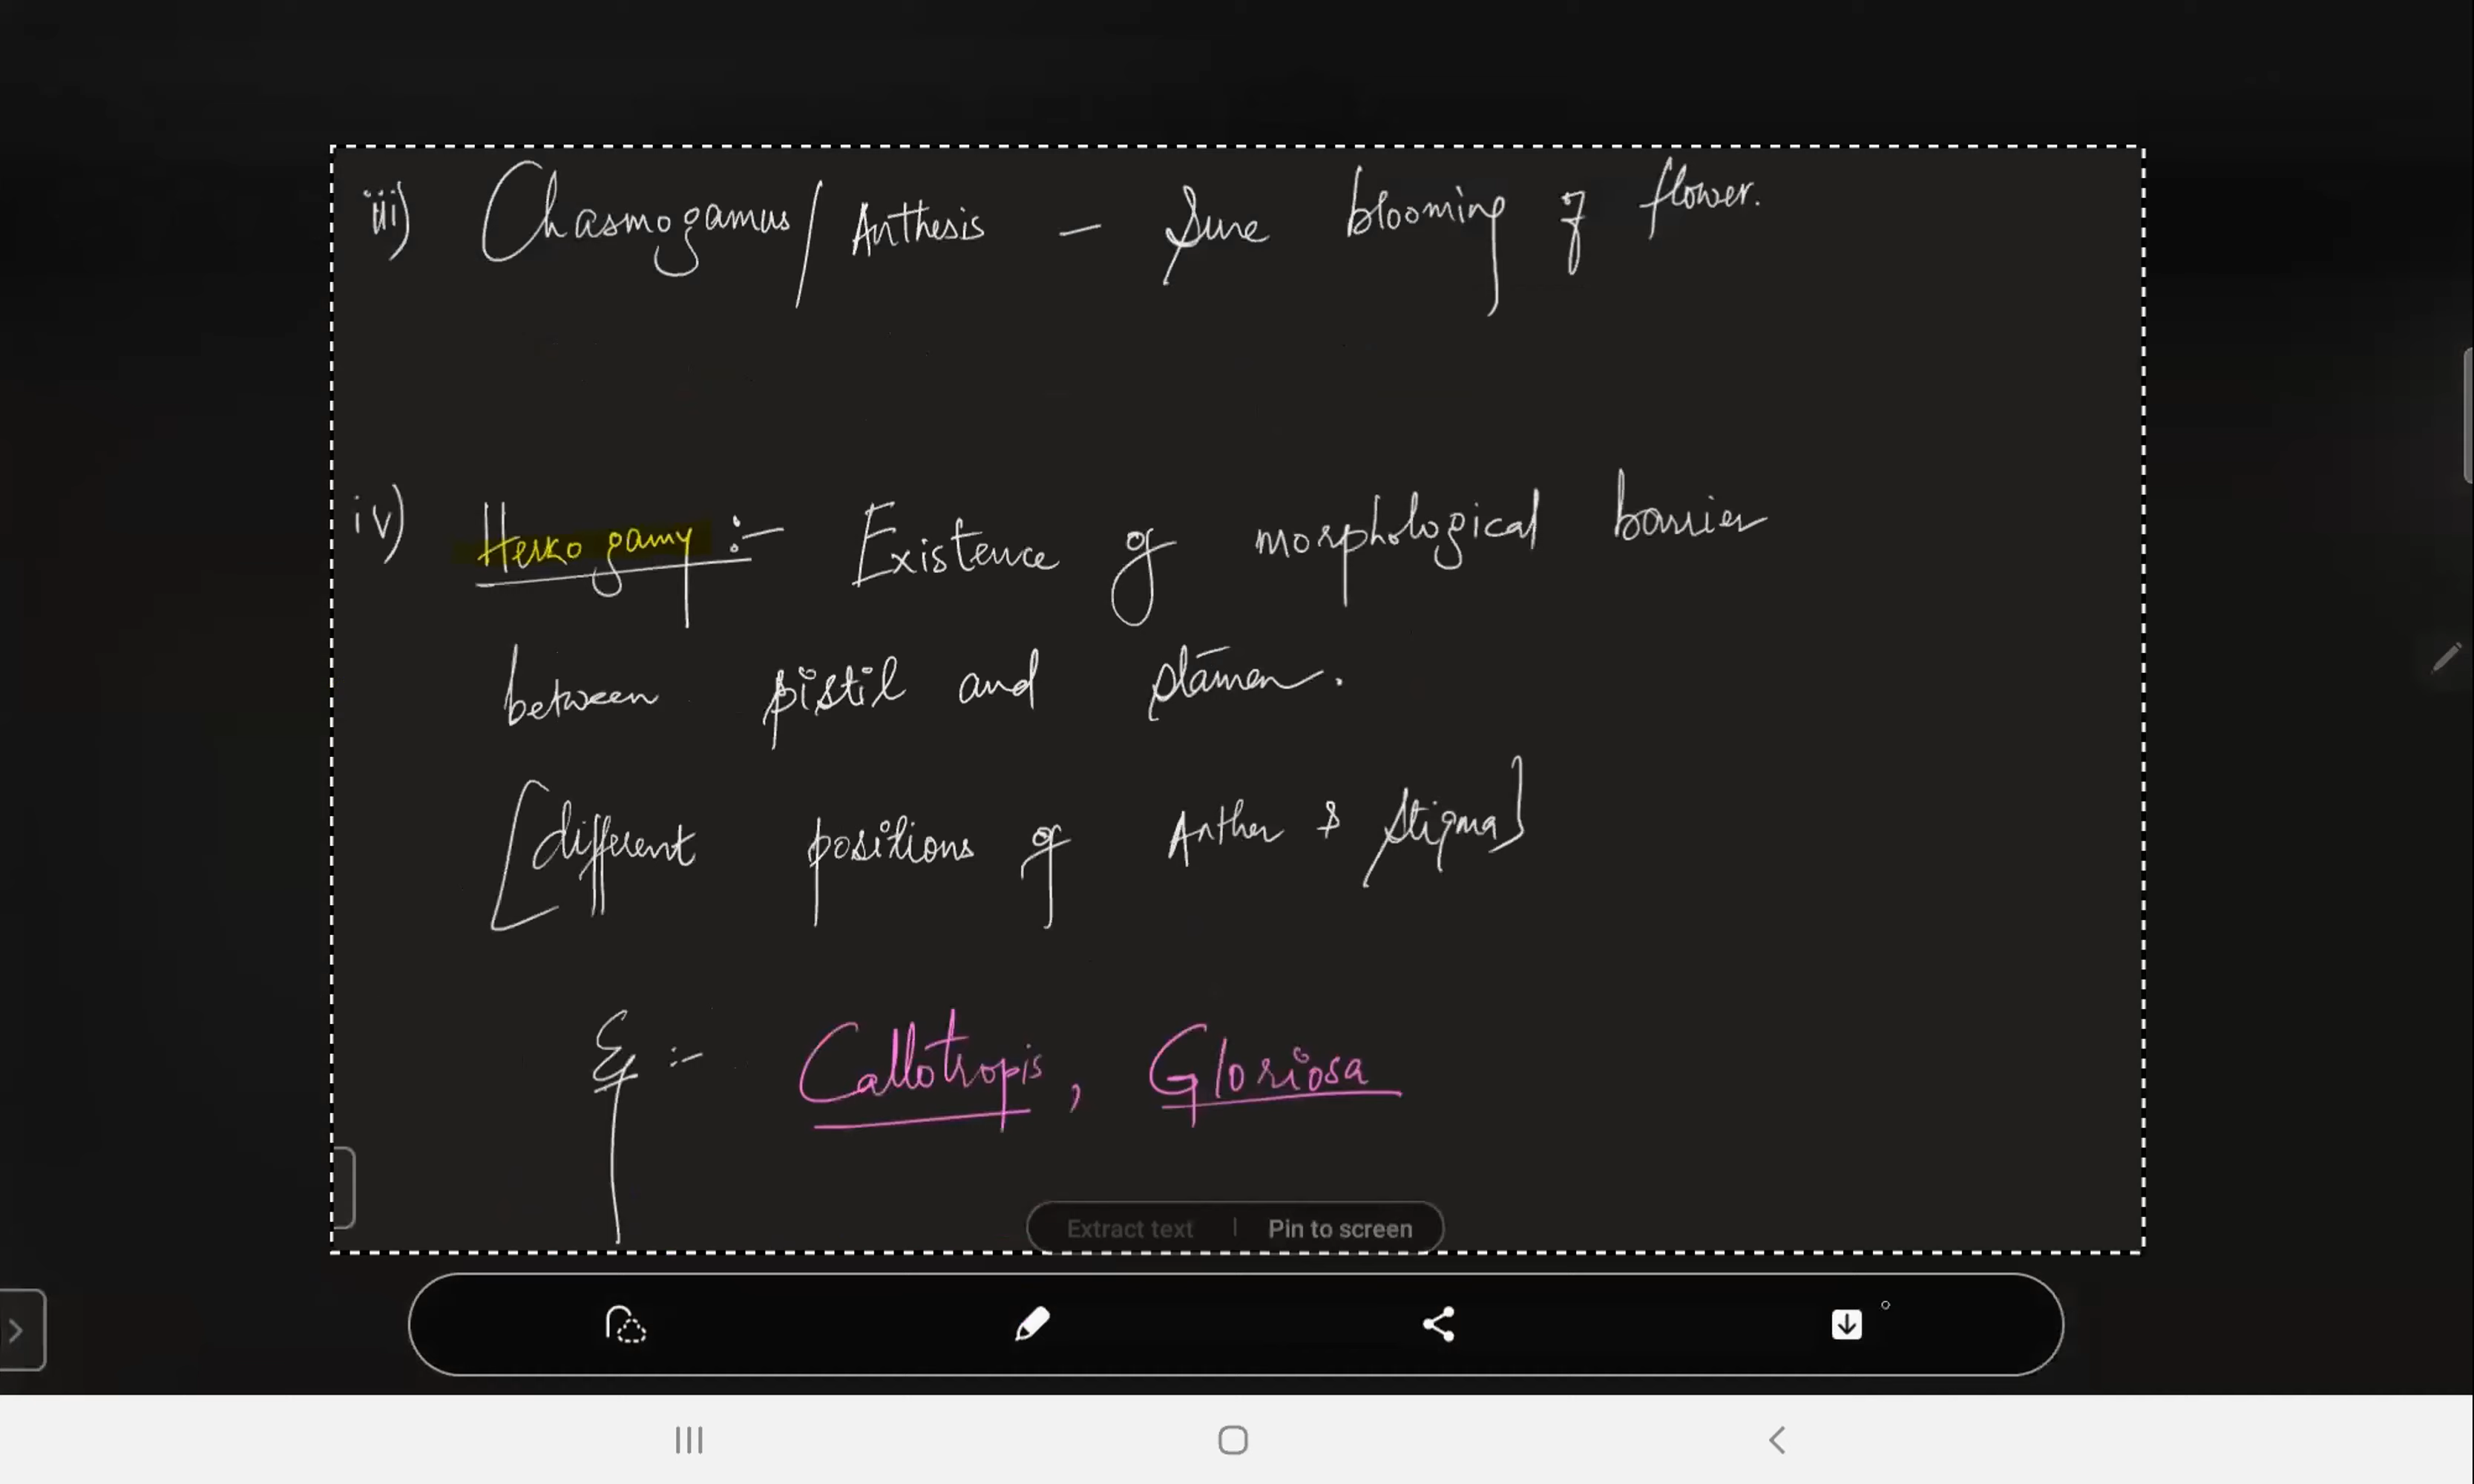 iii) Chasmogamus / Anthesis - Sure blooming of flower.
iv) Herkogamy :- Existence of morphological barrier
between pistil and stamen.
[different positions of Anther & Stigma]
Eg :- Callotropis, Gloriosa
Extract text | Pin to screen